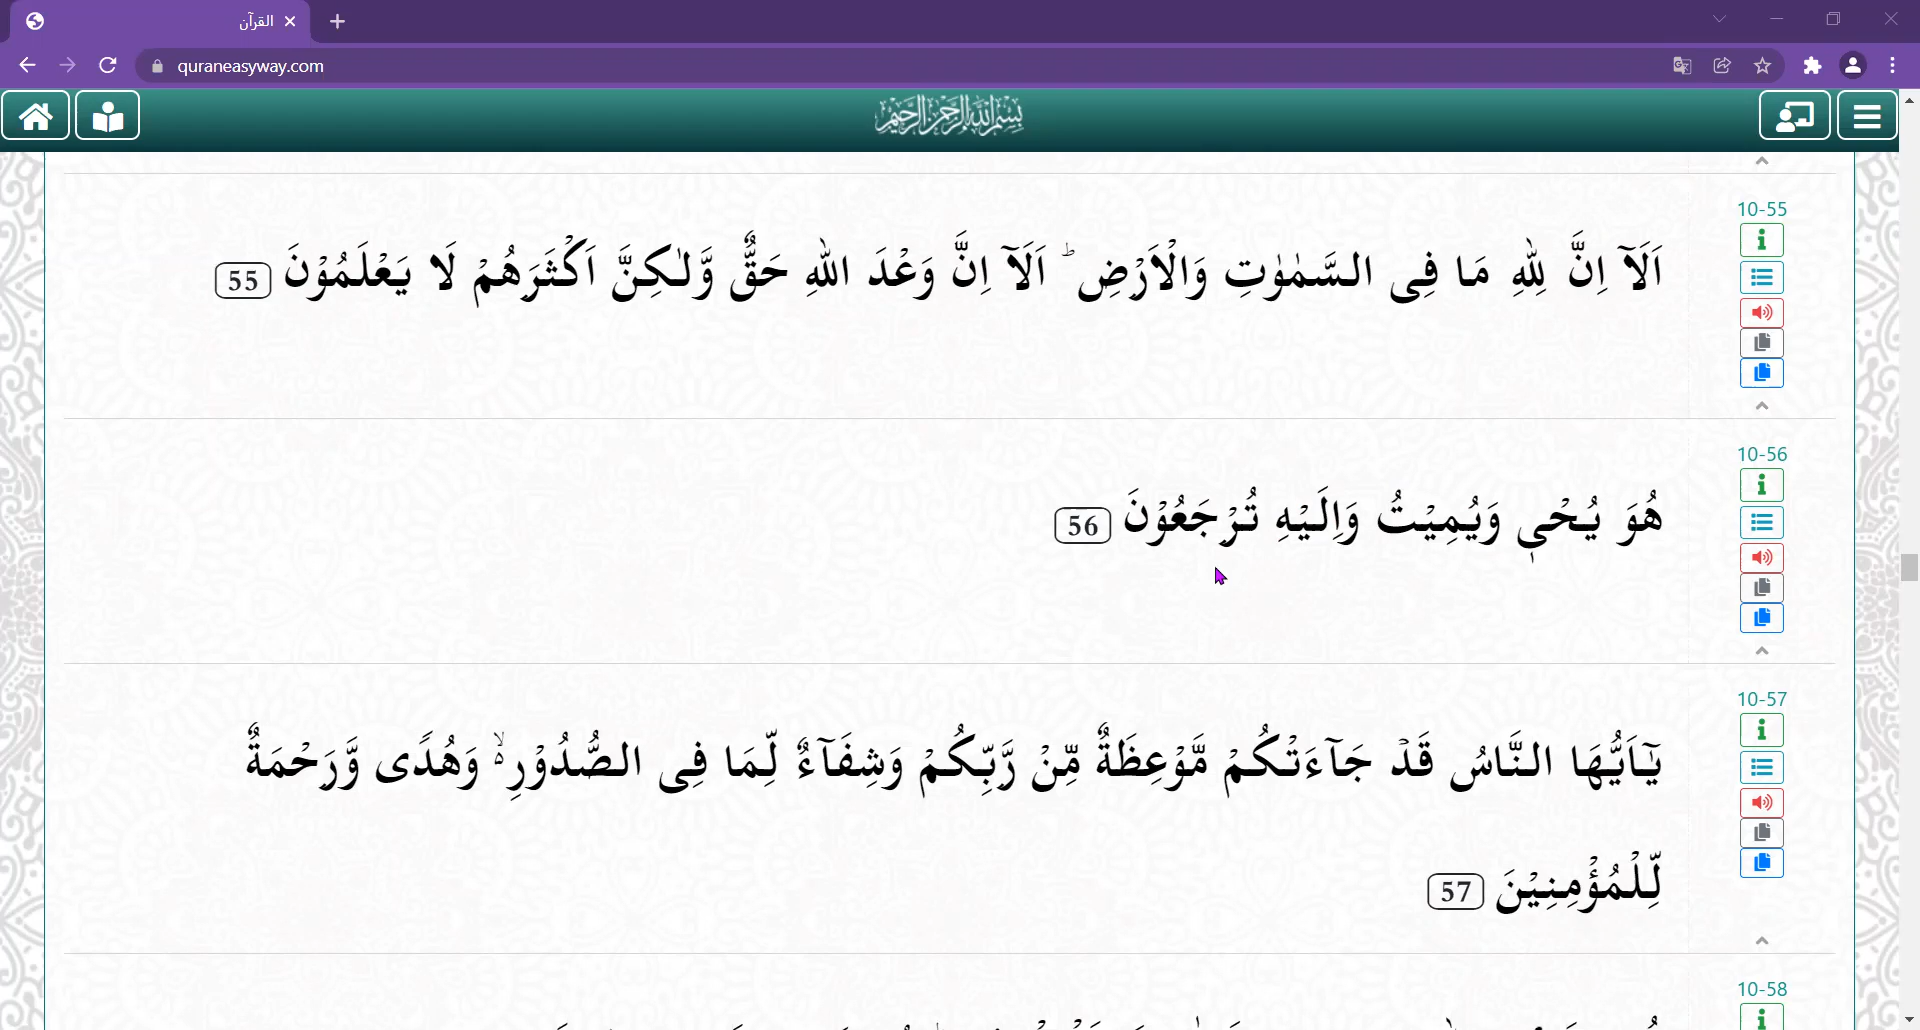 القرآن
quraneasyway.com
بسم الله الرحمن الرحيم
10-55
اَلَاۤ اِنَّ لِلّٰهِ مَا فِى السَّمٰوٰتِ وَالْاَرْضِ ؕ اَلَاۤ اِنَّ وَعْدَ اللّٰهِ حَقٌّ وَّلٰـكِنَّ اَكْثَرَهُمْ لَا يَعْلَمُوْنَ 55
10-56
هُوَ يُحْىٖ وَيُمِيْتُ وَاِلَيْهِ تُرْجَعُوْنَ 56
10-57
يٰۤاَيُّهَا النَّاسُ قَدْ جَآءَتْكُمْ مَّوْعِظَةٌ مِّنْ رَّبِّكُمْ وَشِفَآءٌ لِّمَا فِى الصُّدُوْرِ ۙ وَهُدًى وَّرَحْمَةٌ
لِّلْمُؤْمِنِيْنَ 57
10-58